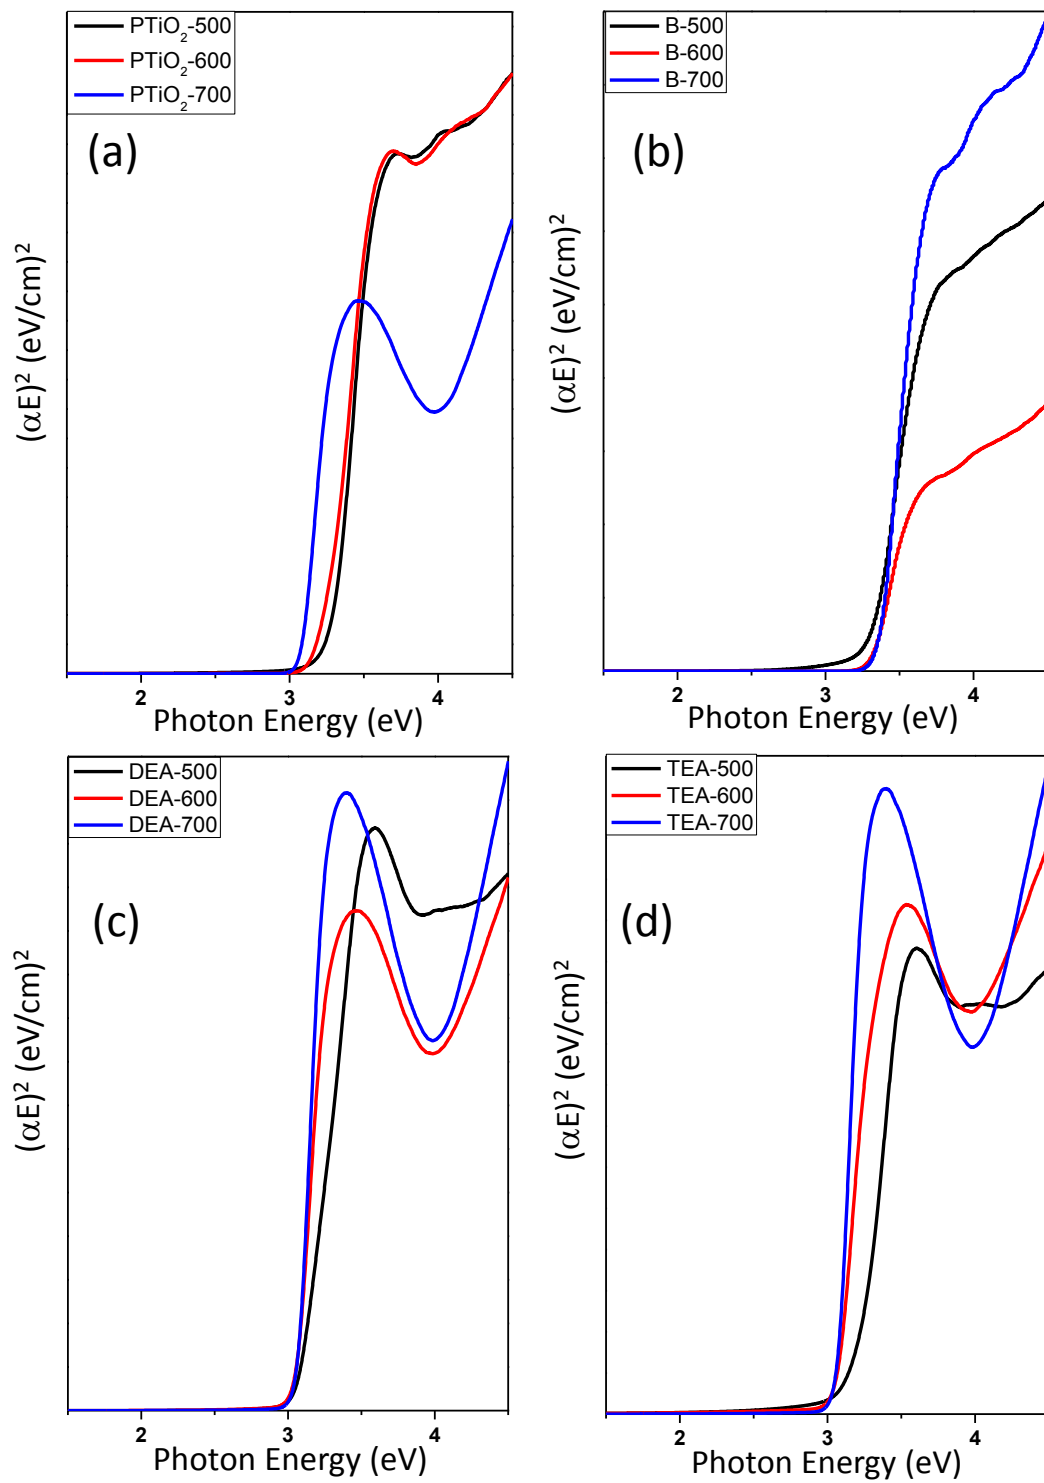 PTiO₂-500
PTiO₂-600
PTiO₂-700
(a)
(αE)² (eV/cm)²
2 3 4
Photon Energy (eV)
B-500
B-600
B-700
(b)
(αE)² (eV/cm)²
2 3 4
Photon Energy (eV)
DEA-500
DEA-600
DEA-700
(c)
(αE)² (eV/cm)²
2 3 4
Photon Energy (eV)
TEA-500
TEA-600
TEA-700
(d)
(αE)² (eV/cm)²
2 3 4
Photon Energy (eV)